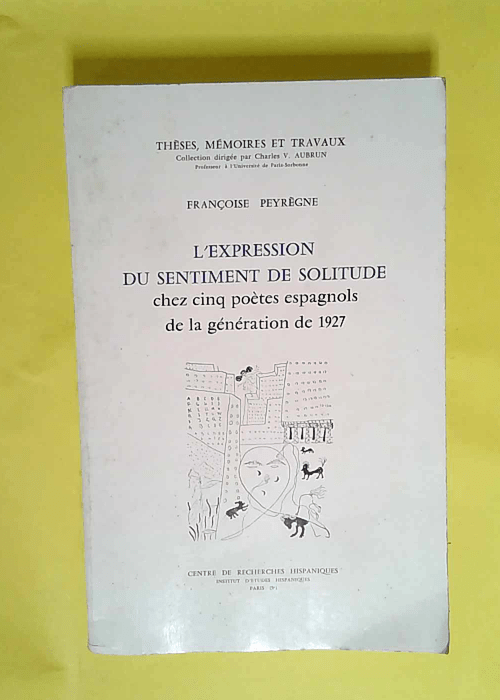 THÈSES, MÉMOIRES ET TRAVAUX
Collection dirigée par Charles V. AUBRUN
Professeur à l'Université de Paris-Sorbonne
FRANÇOISE PEYRÈGNE
L'EXPRESSION
DU SENTIMENT DE SOLITUDE
chez cinq poètes espagnols
de la génération de 1927
CENTRE DE RECHERCHES HISPANIQUES
INSTITUT D'ÉTUDES HISPANIQUES
PARIS